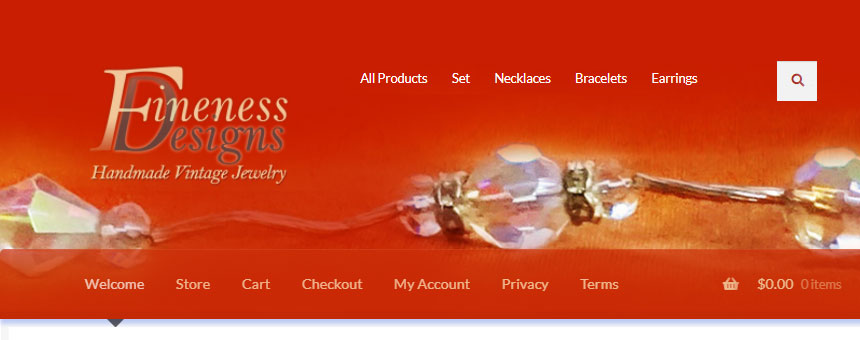 All Products Set Necklaces Bracelets Earrings
Fineness
Designs
Handmade Vintage Jewelry
Welcome Store Cart Checkout My Account Privacy Terms $0.00 0 items